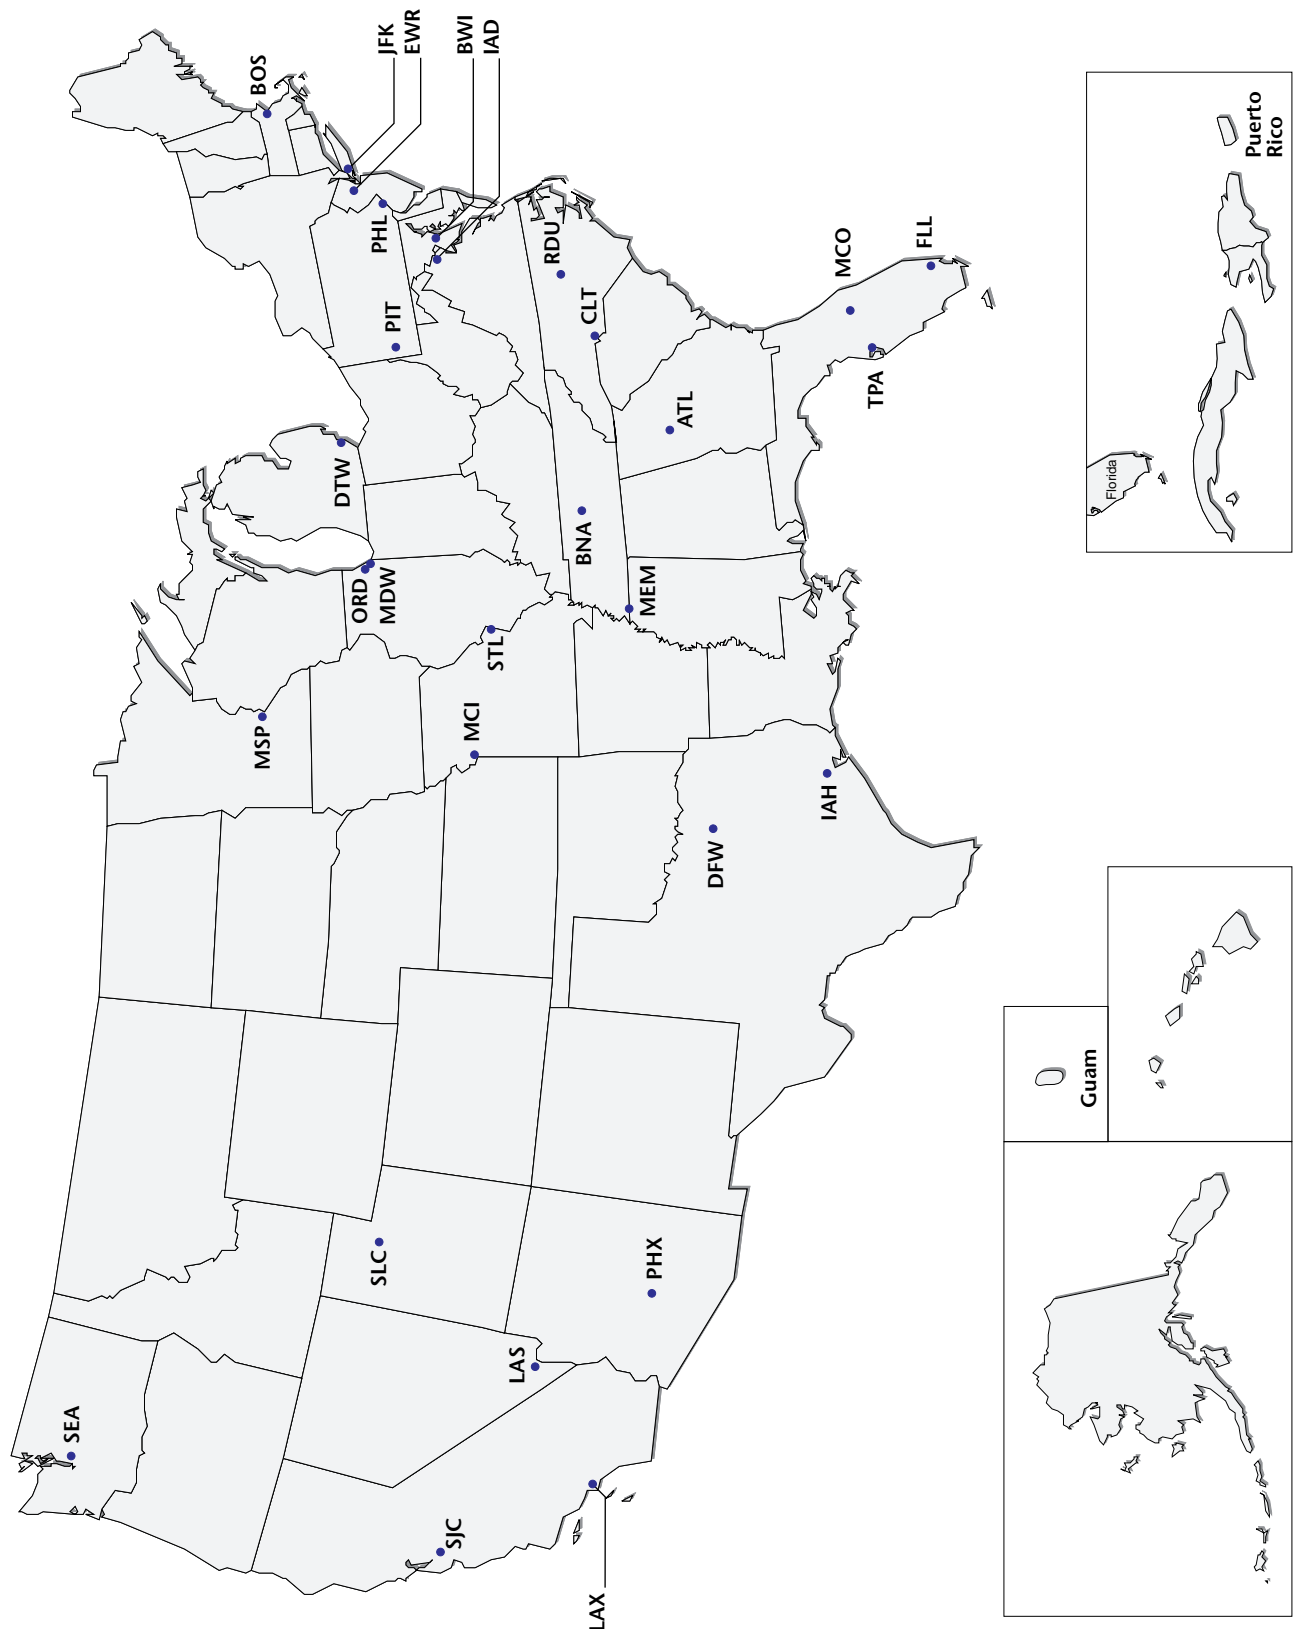 SEA
SJC
LAX
LAS
SLC
PHX
MSP
MCI
STL
ORD
MDW
DTW
DFW
IAH
MEM
BNA
ATL
PIT
PHL
CLT
RDU
TPA
MCO
FLL
BOS
JFK
EWR
BWI
IAD
Guam
Florida
Puerto
Rico